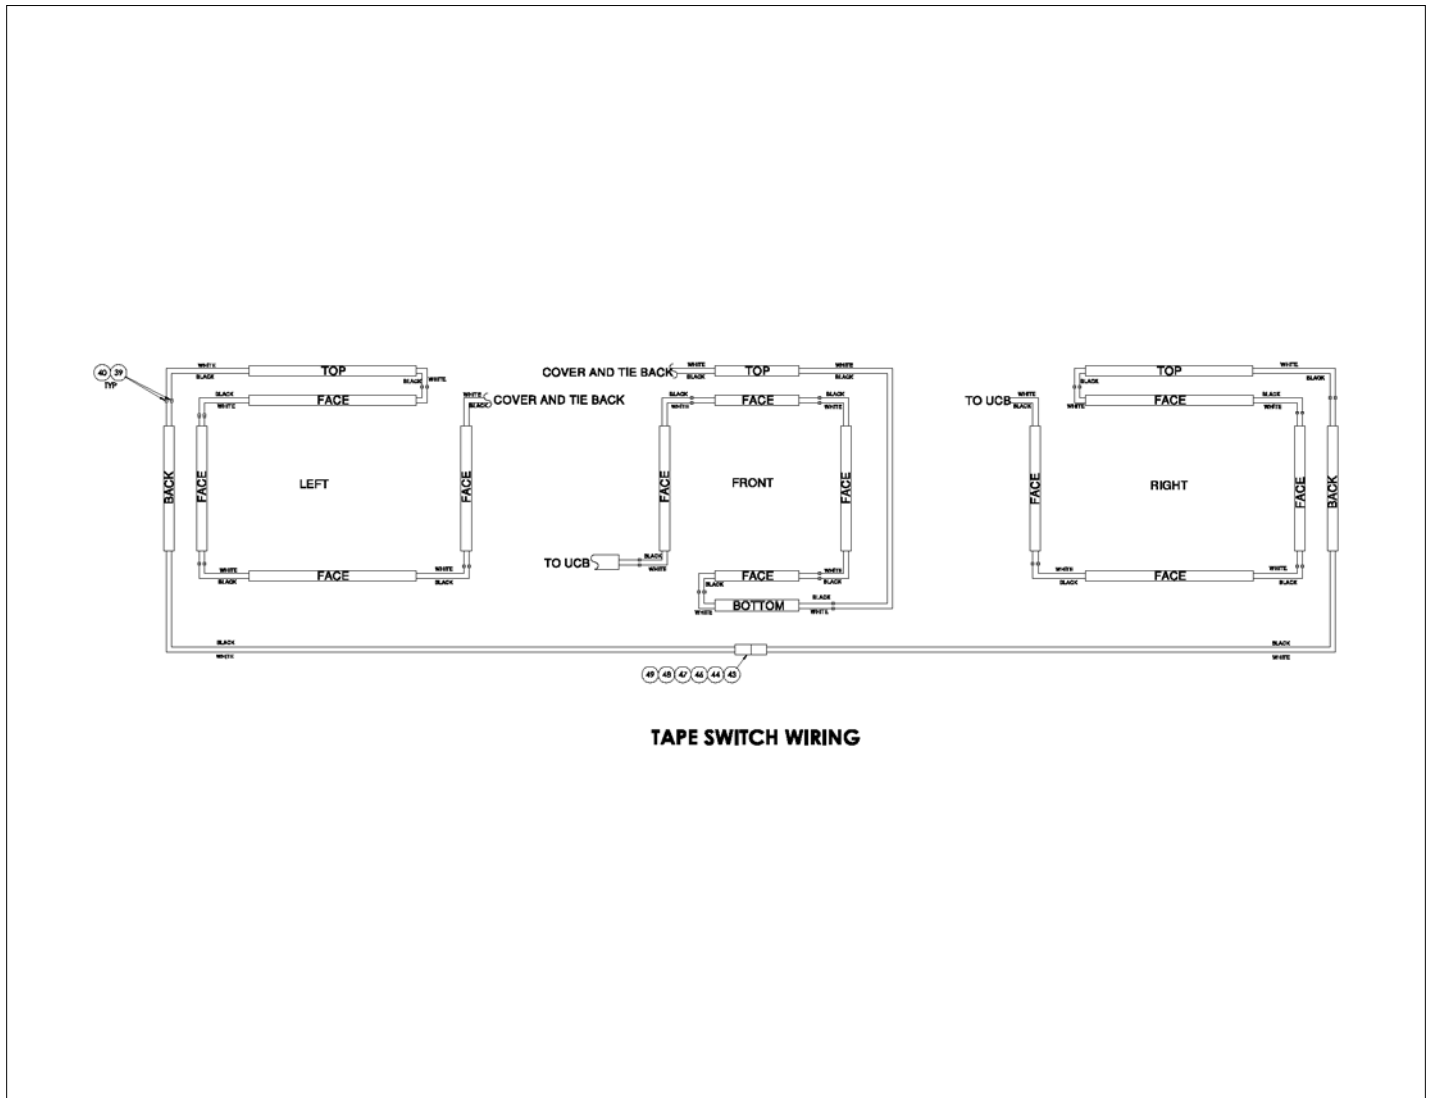 WHITE TOP WHITE BLACK BLACK
40 39
TYP
BLACK FACE WHITE
BACK FACE LEFT FACE
WHITE BLACK COVER AND TIE BACK
WHITE FACE WHITE
BLACK BLACK
COVER AND TIE BACK WHITE TOP WHITE
BLACK BLACK
BLACK FACE BLACK
WHITE WHITE
FACE FRONT FACE
TO UCB BLACK
WHITE
FACE WHITE
BLACK BLACK
BOTTOM BLACK
WHITE WHITE
TOP WHITE
BLACK BLACK
TO UCB WHITE
BLACK
WHITE FACE BLACK
WHITE
FACE RIGHT FACE BACK
WHITE FACE WHITE
BLACK BLACK
BLACK BLACK
WHITE WHITE
49 48 47 44 43
TAPE SWITCH WIRING